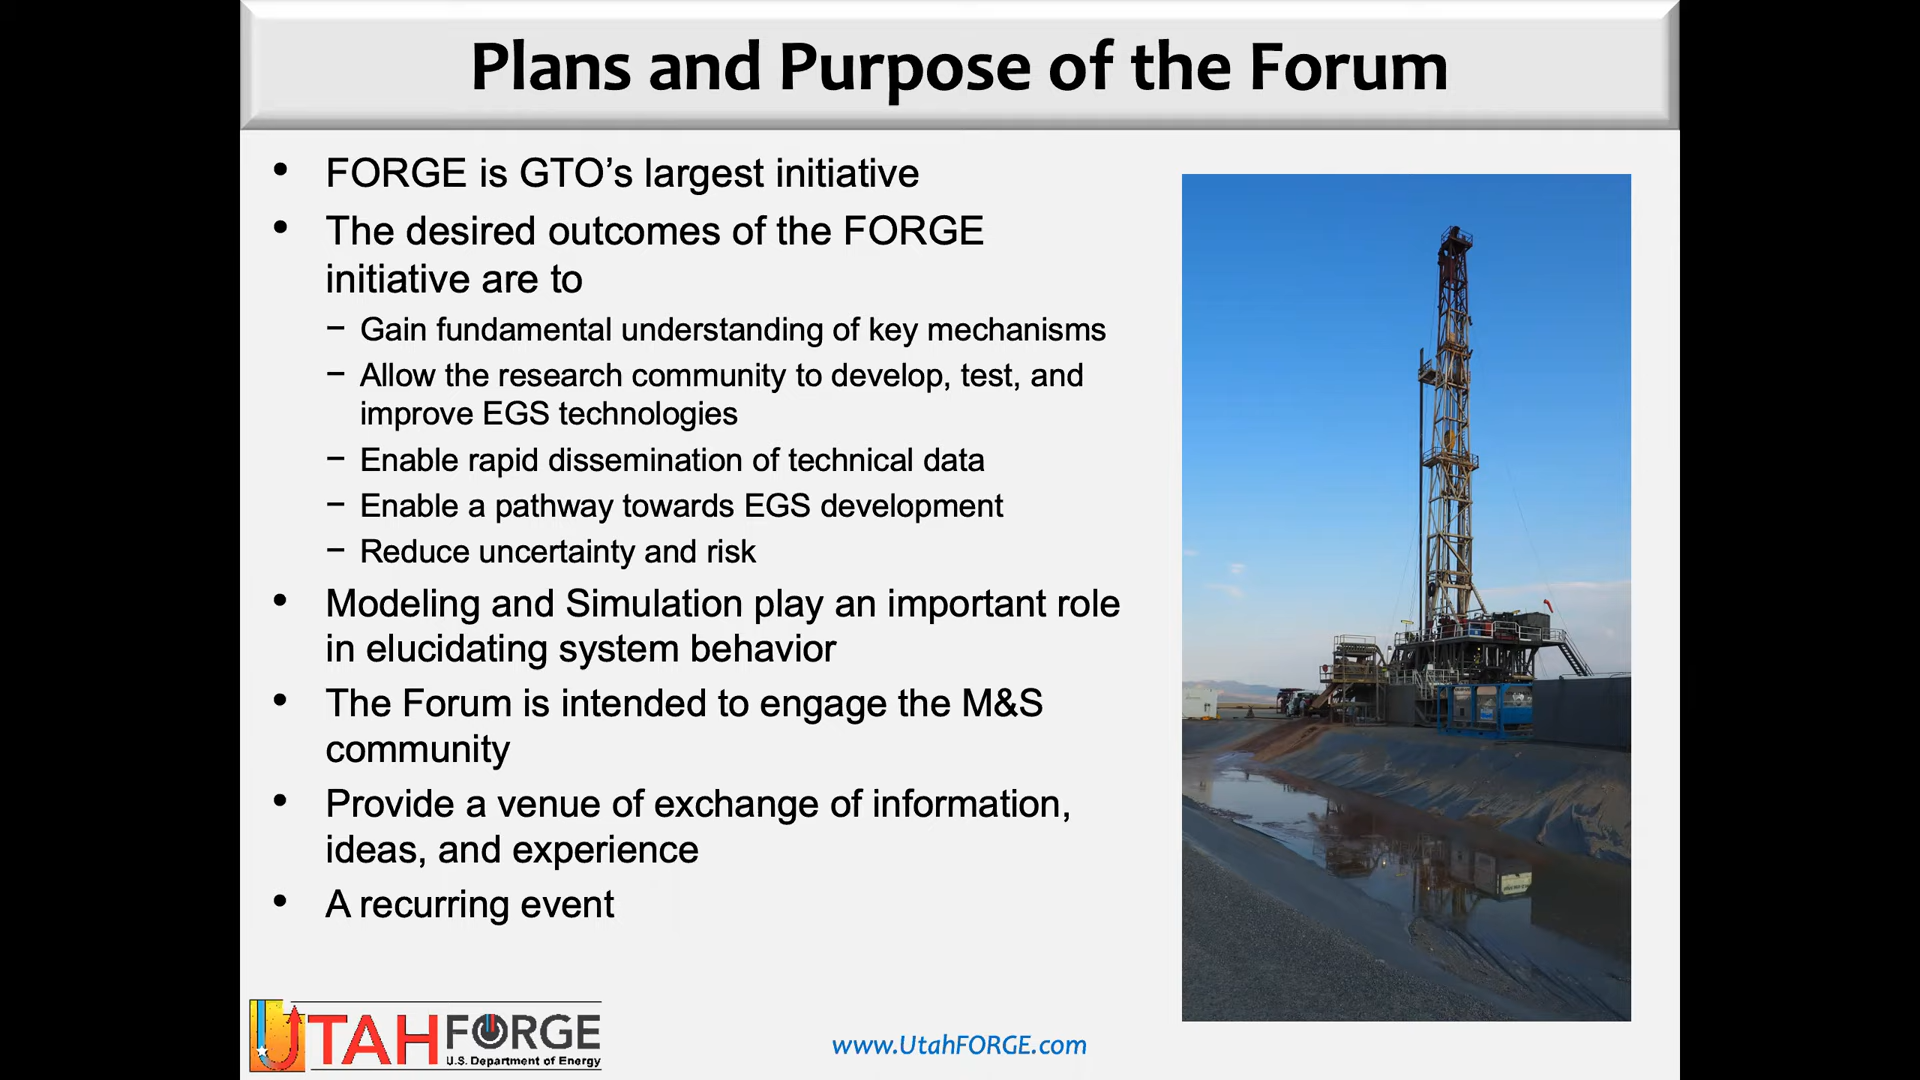 Plans and Purpose of the Forum
• FORGE is GTO’s largest initiative
• The desired outcomes of the FORGE
initiative are to
– Gain fundamental understanding of key mechanisms
– Allow the research community to develop, test, and
improve EGS technologies
– Enable rapid dissemination of technical data
– Enable a pathway towards EGS development
– Reduce uncertainty and risk
• Modeling and Simulation play an important role
in elucidating system behavior
• The Forum is intended to engage the M&S
community
• Provide a venue of exchange of information,
ideas, and experience
• A recurring event
UTAH FORGE
U.S. Department of Energy
www.UtahFORGE.com